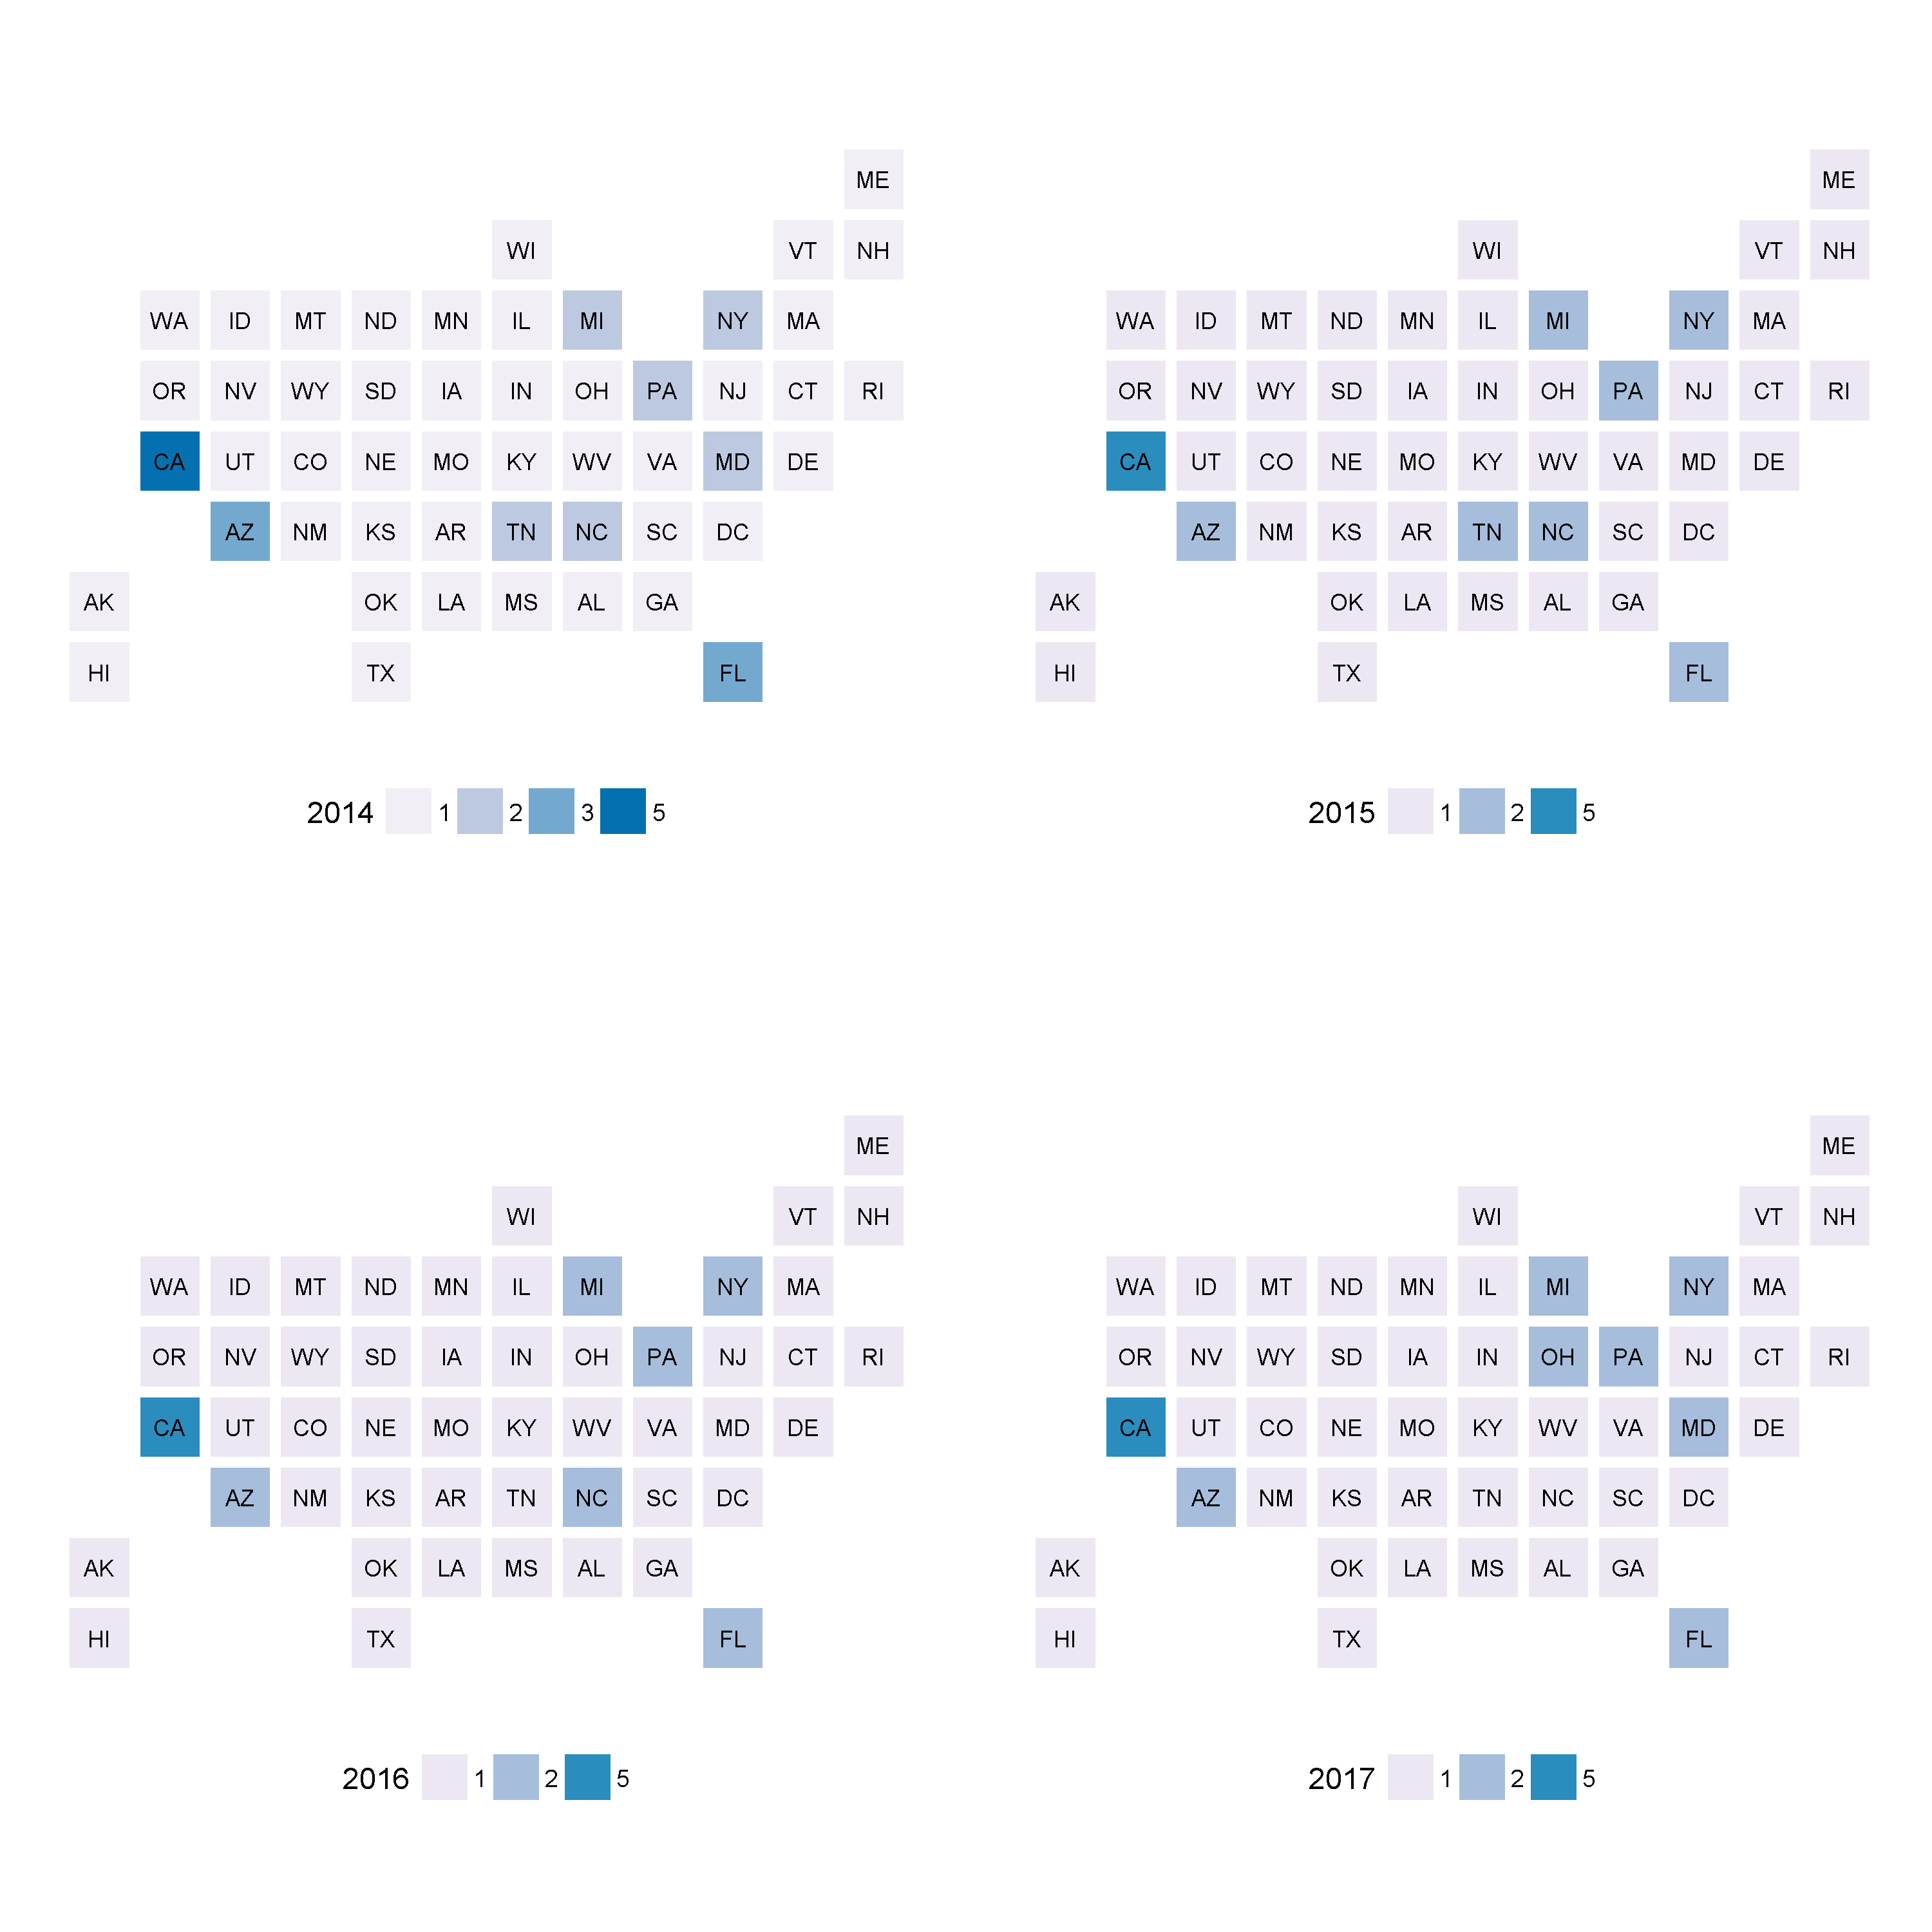 ME
WI VT NH
WA ID MT ND MN IL MI NY MA
OR NV WY SD IA IN OH PA NJ CT RI
CA UT CO NE MO KY WV VA MD DE
AZ NM KS AR TN NC SC DC
AK OK LA MS AL GA
HI TX FL
2014 1 2 3 5
ME
WI VT NH
WA ID MT ND MN IL MI NY MA
OR NV WY SD IA IN OH PA NJ CT RI
CA UT CO NE MO KY WV VA MD DE
AZ NM KS AR TN NC SC DC
AK OK LA MS AL GA
HI TX FL
2015 1 2 5
ME
WI VT NH
WA ID MT ND MN IL MI NY MA
OR NV WY SD IA IN OH PA NJ CT RI
CA UT CO NE MO KY WV VA MD DE
AZ NM KS AR TN NC SC DC
AK OK LA MS AL GA
HI TX FL
2016 1 2 5
ME
WI VT NH
WA ID MT ND MN IL MI NY MA
OR NV WY SD IA IN OH PA NJ CT RI
CA UT CO NE MO KY WV VA MD DE
AZ NM KS AR TN NC SC DC
AK OK LA MS AL GA
HI TX FL
2017 1 2 5